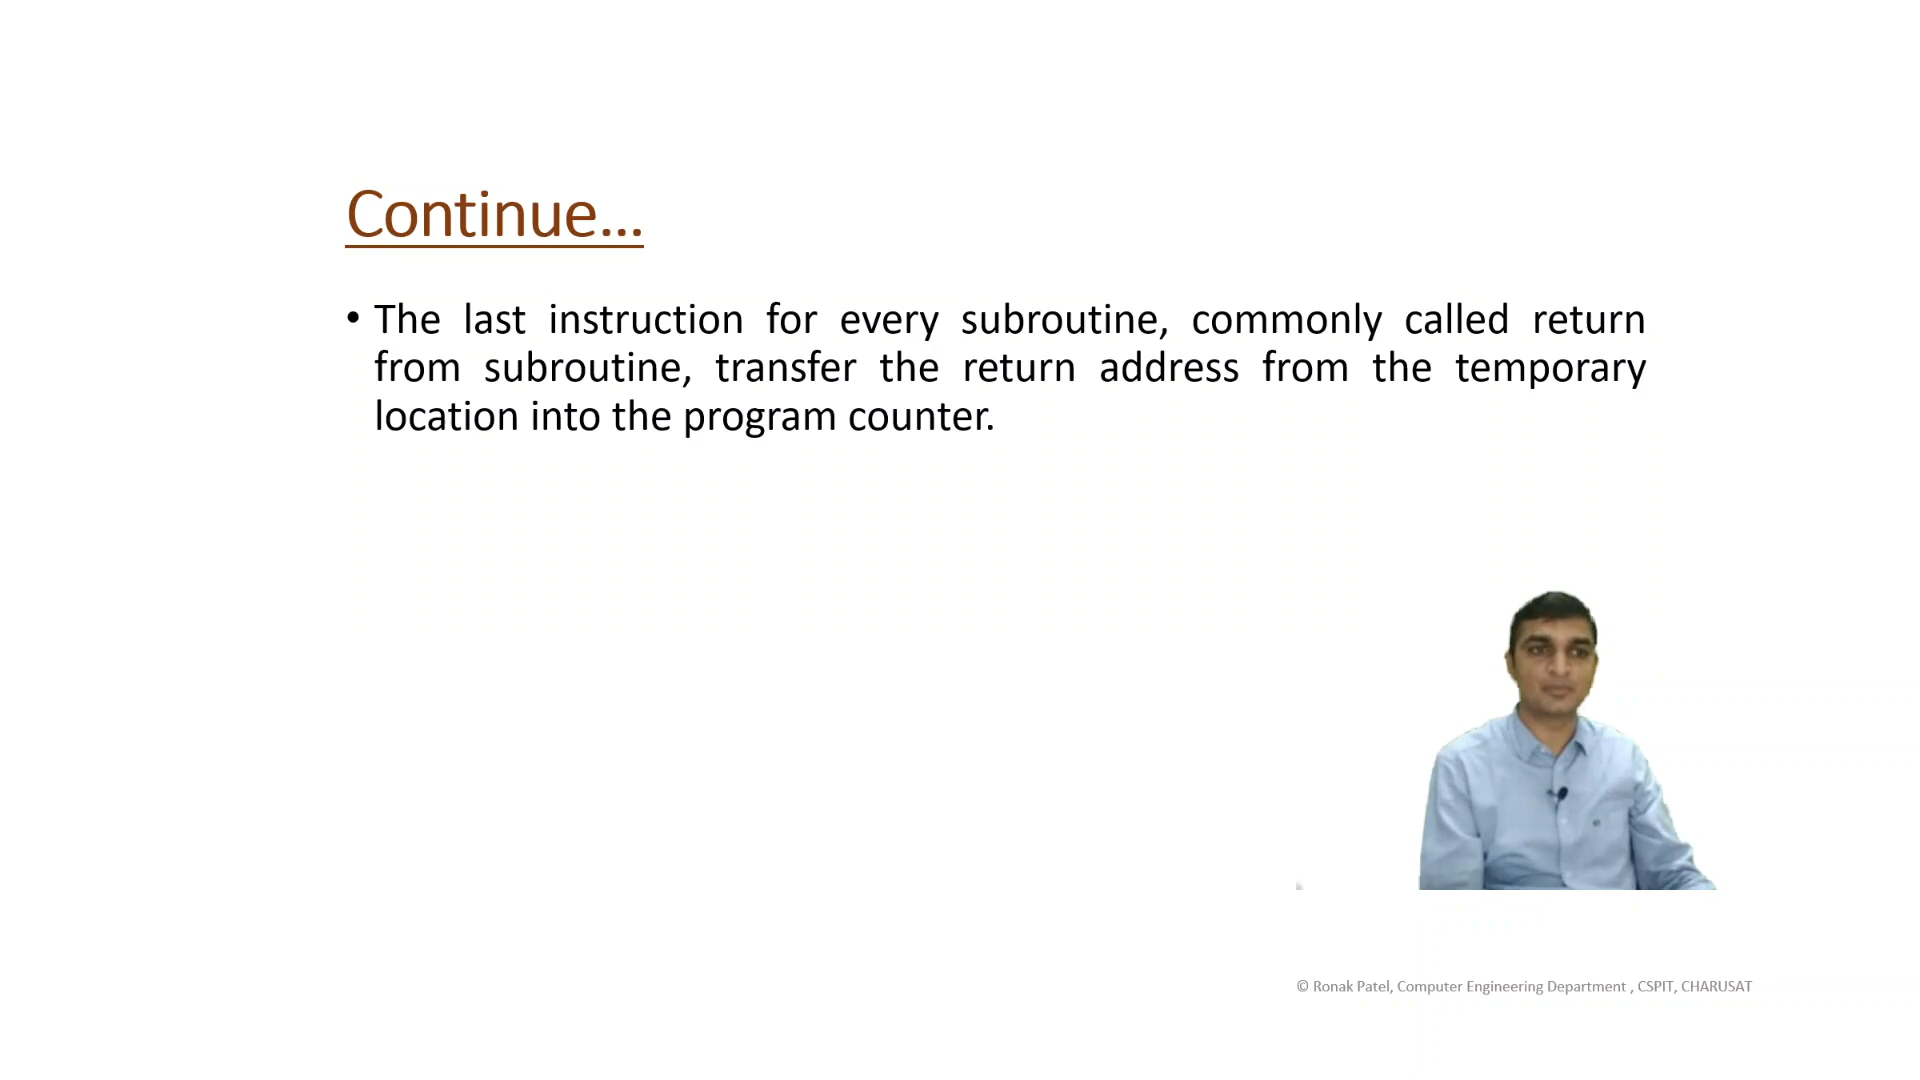 Continue...
• The last instruction for every subroutine, commonly called return
from subroutine, transfer the return address from the temporary
location into the program counter.
© Ronak Patel, Computer Engineering Department , CSPIT, CHARUSAT